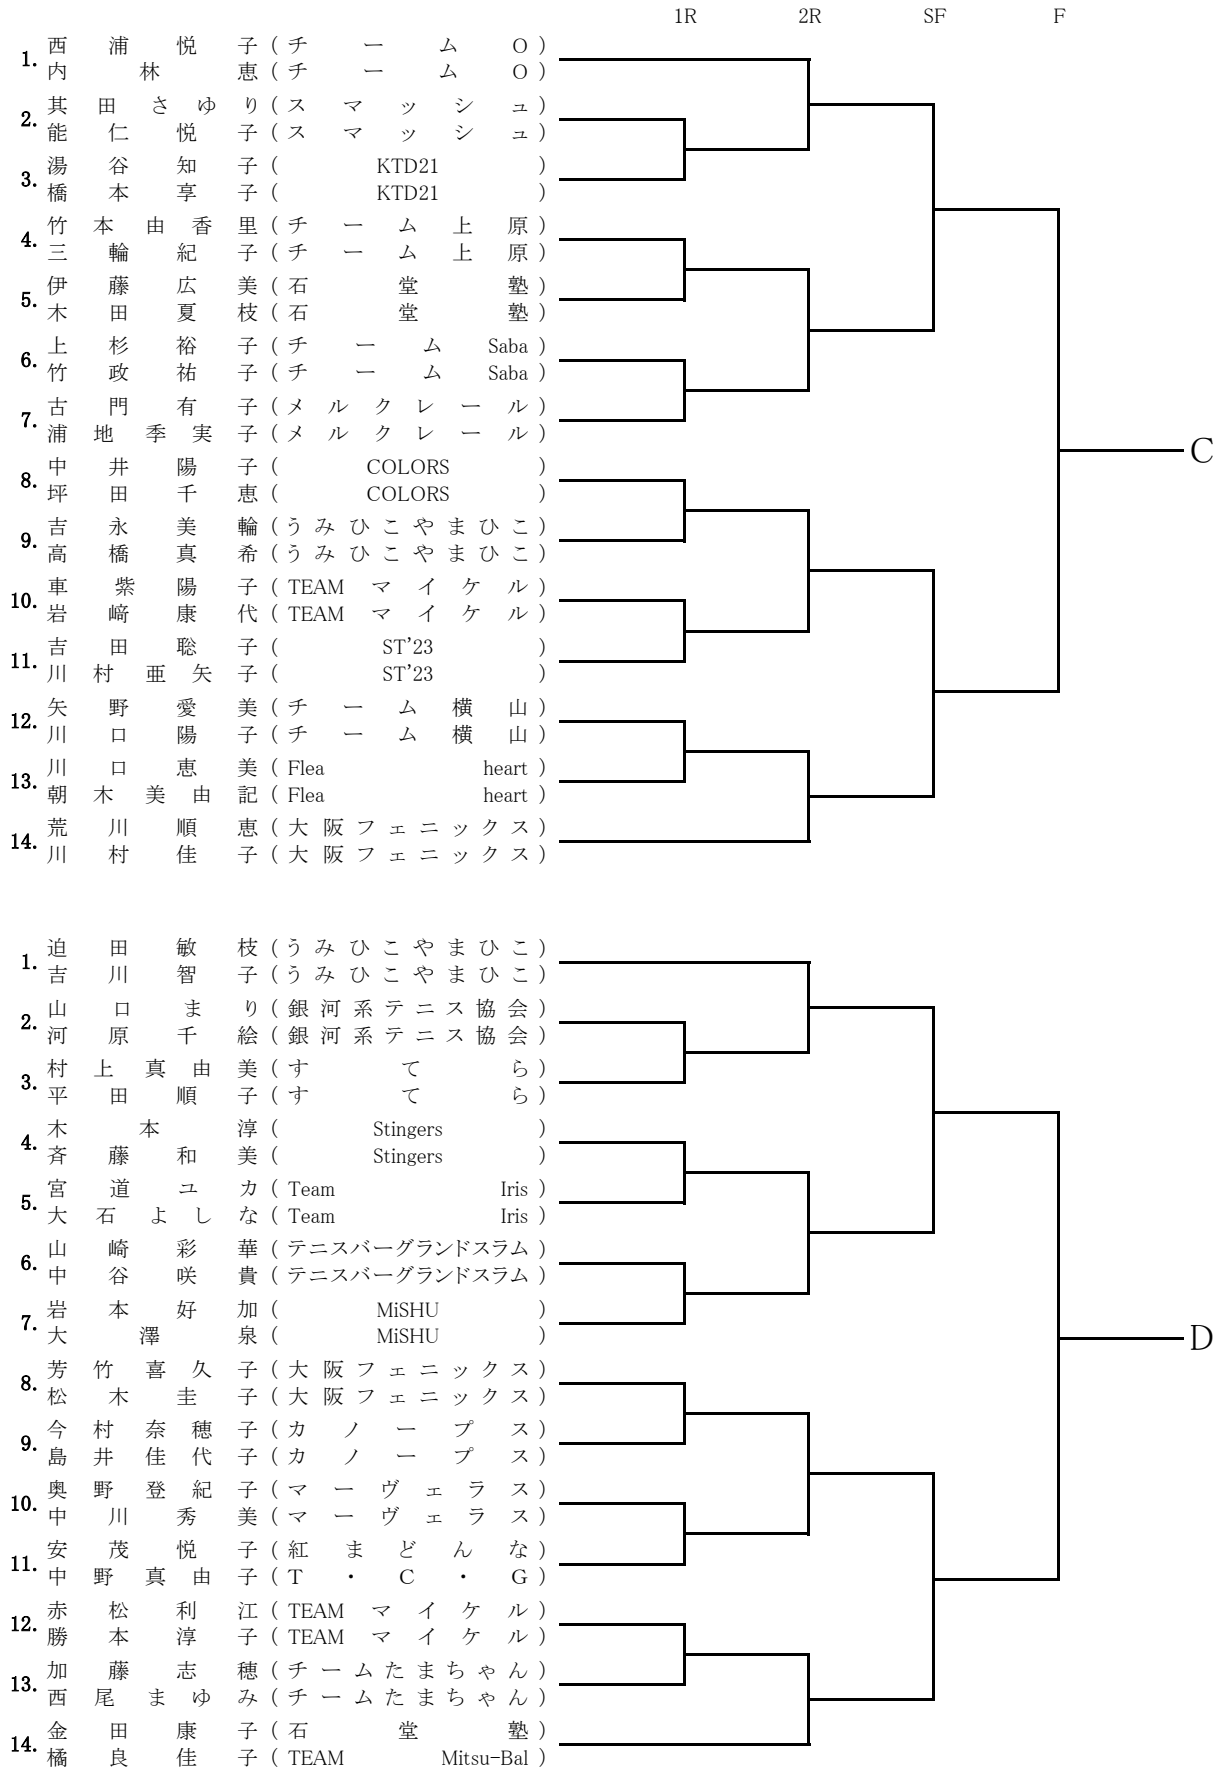 1R 2R SF F
1. 西浦悦子(チームO)
内林恵(チームO)
2. 其田さゆり(スマッシュ)
能仁悦子(スマッシュ)
3. 湯谷知子(KTD21)
橋本享子(KTD21)
4. 竹本由香里(チーム上原)
三輪紀子(チーム上原)
5. 伊藤広美(石堂塾)
木田夏枝(石堂塾)
6. 上杉裕子(チームSaba)
竹政祐子(チームSaba)
7. 古門有子(メルクレール)
浦地季実子(メルクレール)
C
8. 中井陽子(COLORS)
坪田千恵(COLORS)
9. 吉永美輪(うみひこやまひこ)
高橋真希(うみひこやまひこ)
10. 車紫陽子(TEAMマイケル)
岩﨑康代(TEAMマイケル)
11. 吉田聡子(ST'23)
川村亜矢子(ST'23)
12. 矢野愛美(チーム横山)
川口陽子(チーム横山)
13. 川口恵美(Flea heart)
朝木美由記(Flea heart)
14. 荒川順恵(大阪フェニックス)
川村佳子(大阪フェニックス)
1. 迫田敏枝(うみひこやまひこ)
吉川智子(うみひこやまひこ)
2. 山口まり(銀河系テニス協会)
河原千絵(銀河系テニス協会)
3. 村上真由美(すてら)
平田順子(すてら)
4. 木本淳(Stingers)
斉藤和美(Stingers)
5. 宮道ユカ(Team Iris)
大石よしな(Team Iris)
6. 山崎彩華(テニスバーグランドスラム)
中谷咲貴(テニスバーグランドスラム)
7. 岩本好加(MiSHU)
大澤泉(MiSHU)
D
8. 芳竹喜久子(大阪フェニックス)
松木圭子(大阪フェニックス)
9. 今村奈穂子(カノープス)
島井佳代子(カノープス)
10. 奥野登紀子(マーヴェラス)
中川秀美(マーヴェラス)
11. 安茂悦子(紅まどんな)
中野真由子(T・C・G)
12. 赤松利江(TEAMマイケル)
勝本淳子(TEAMマイケル)
13. 加藤志穂(チームたまちゃん)
西尾まゆみ(チームたまちゃん)
14. 金田康子(石堂塾)
橘良佳子(TEAM Mitsu-Bal)